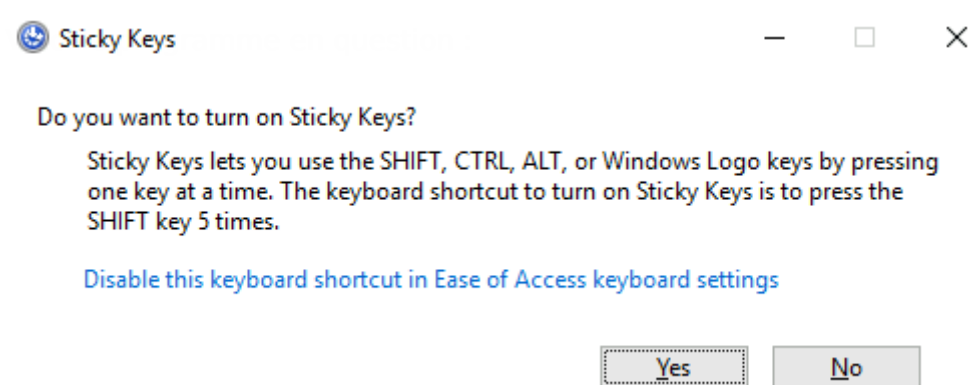 Sticky Keys
Do you want to turn on Sticky Keys?
Sticky Keys lets you use the SHIFT, CTRL, ALT, or Windows Logo keys by pressing
one key at a time. The keyboard shortcut to turn on Sticky Keys is to press the
SHIFT key 5 times.
Disable this keyboard shortcut in Ease of Access keyboard settings
Yes No